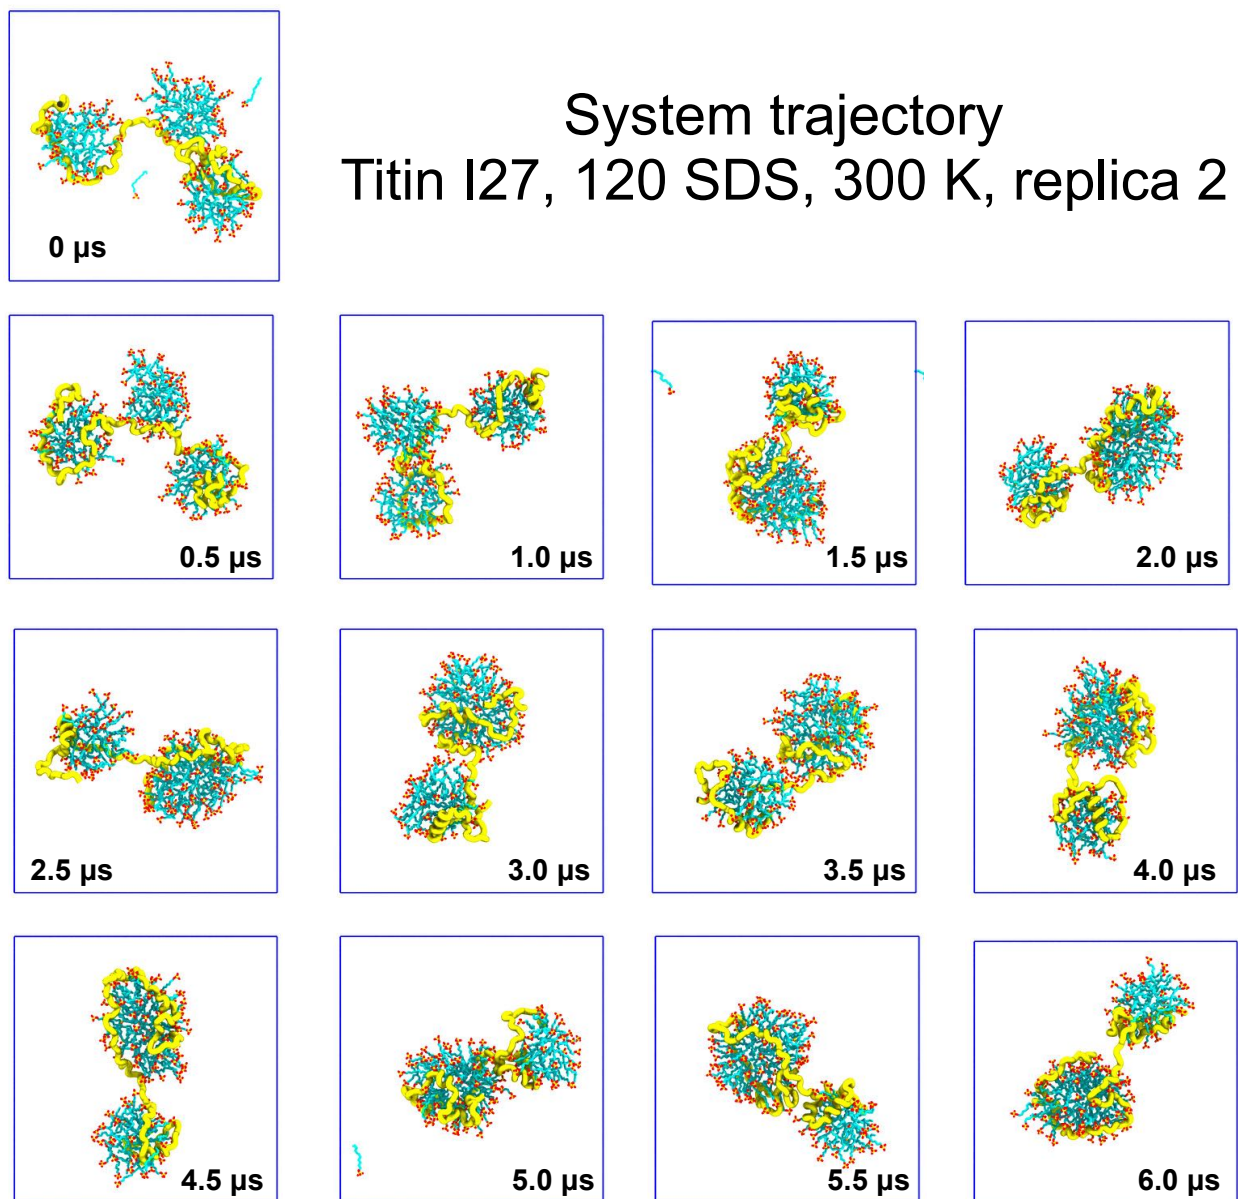 System trajectory
Titin I27, 120 SDS, 300 K, replica 2
0 µs
0.5 µs
1.0 µs
1.5 µs
2.0 µs
2.5 µs
3.0 µs
3.5 µs
4.0 µs
4.5 µs
5.0 µs
5.5 µs
6.0 µs